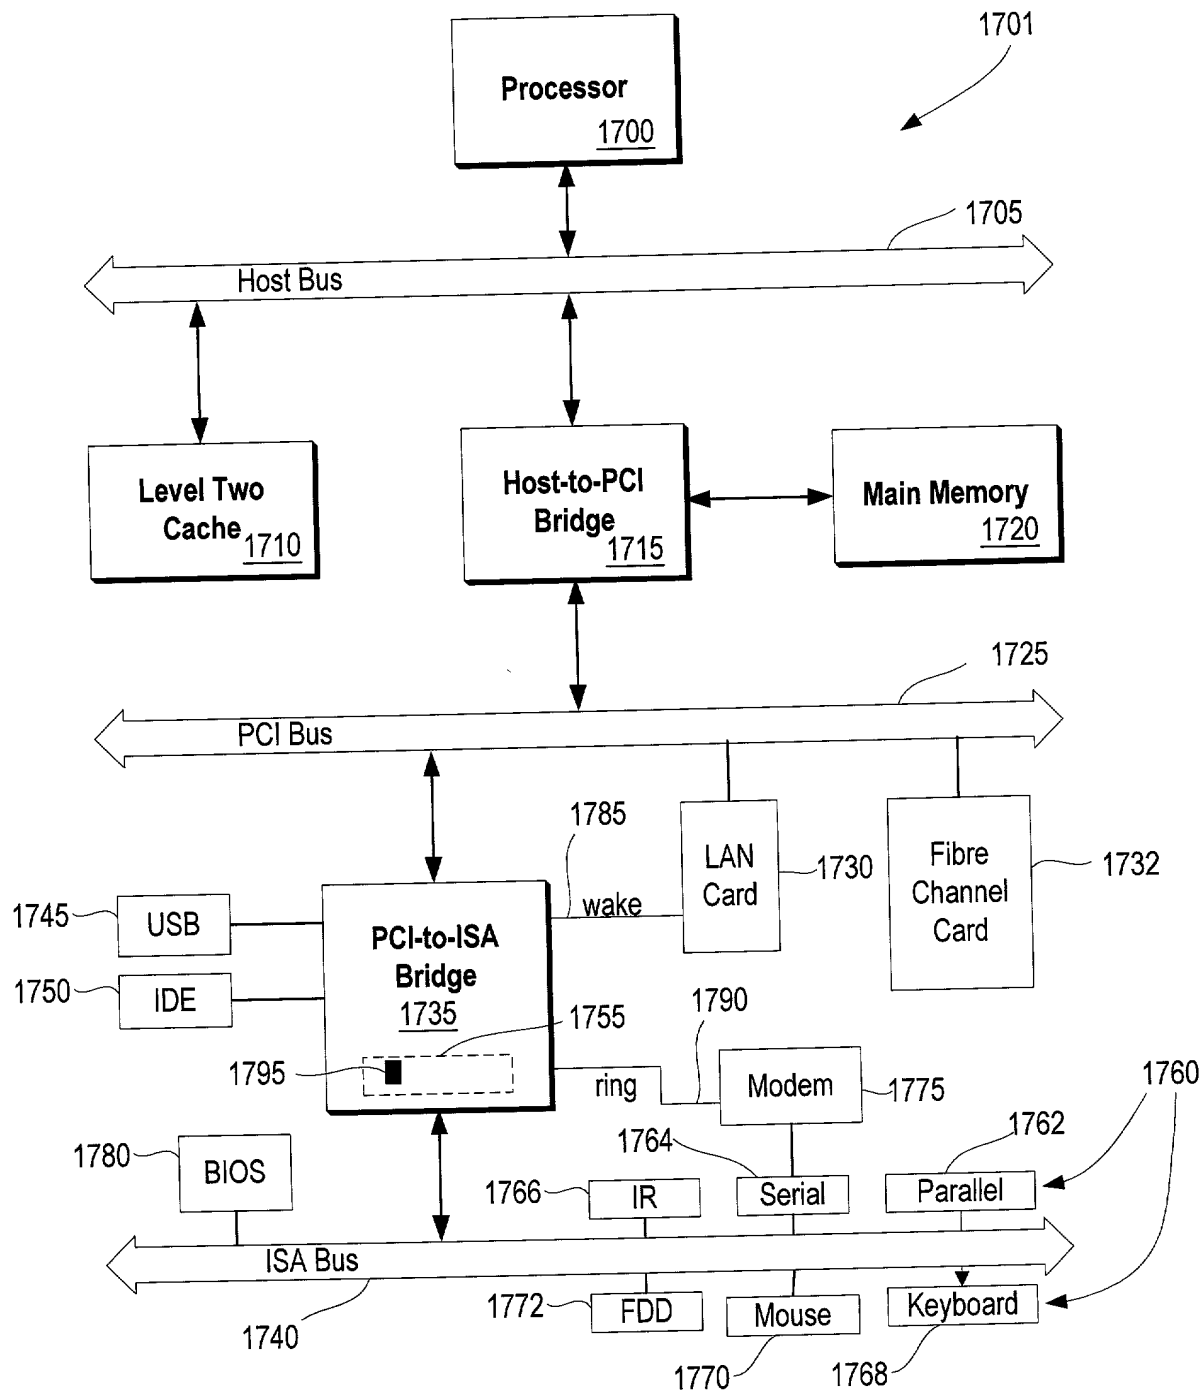 1701
Processor
1700
1705
Host Bus
Level Two
Cache
1710
Host-to-PCI
Bridge
1715
Main Memory
1720
1725
PCI Bus
1785
wake
LAN
Card
1730
Fibre
Channel
Card
1732
1745
USB
1750
IDE
PCI-to-ISA
Bridge
1735
1755
1795
1790
ring
Modem
1775
1760
1780
BIOS
1766
IR
1764
Serial
1762
Parallel
ISA Bus
1740
1772
FDD
Mouse
1770
Keyboard
1768